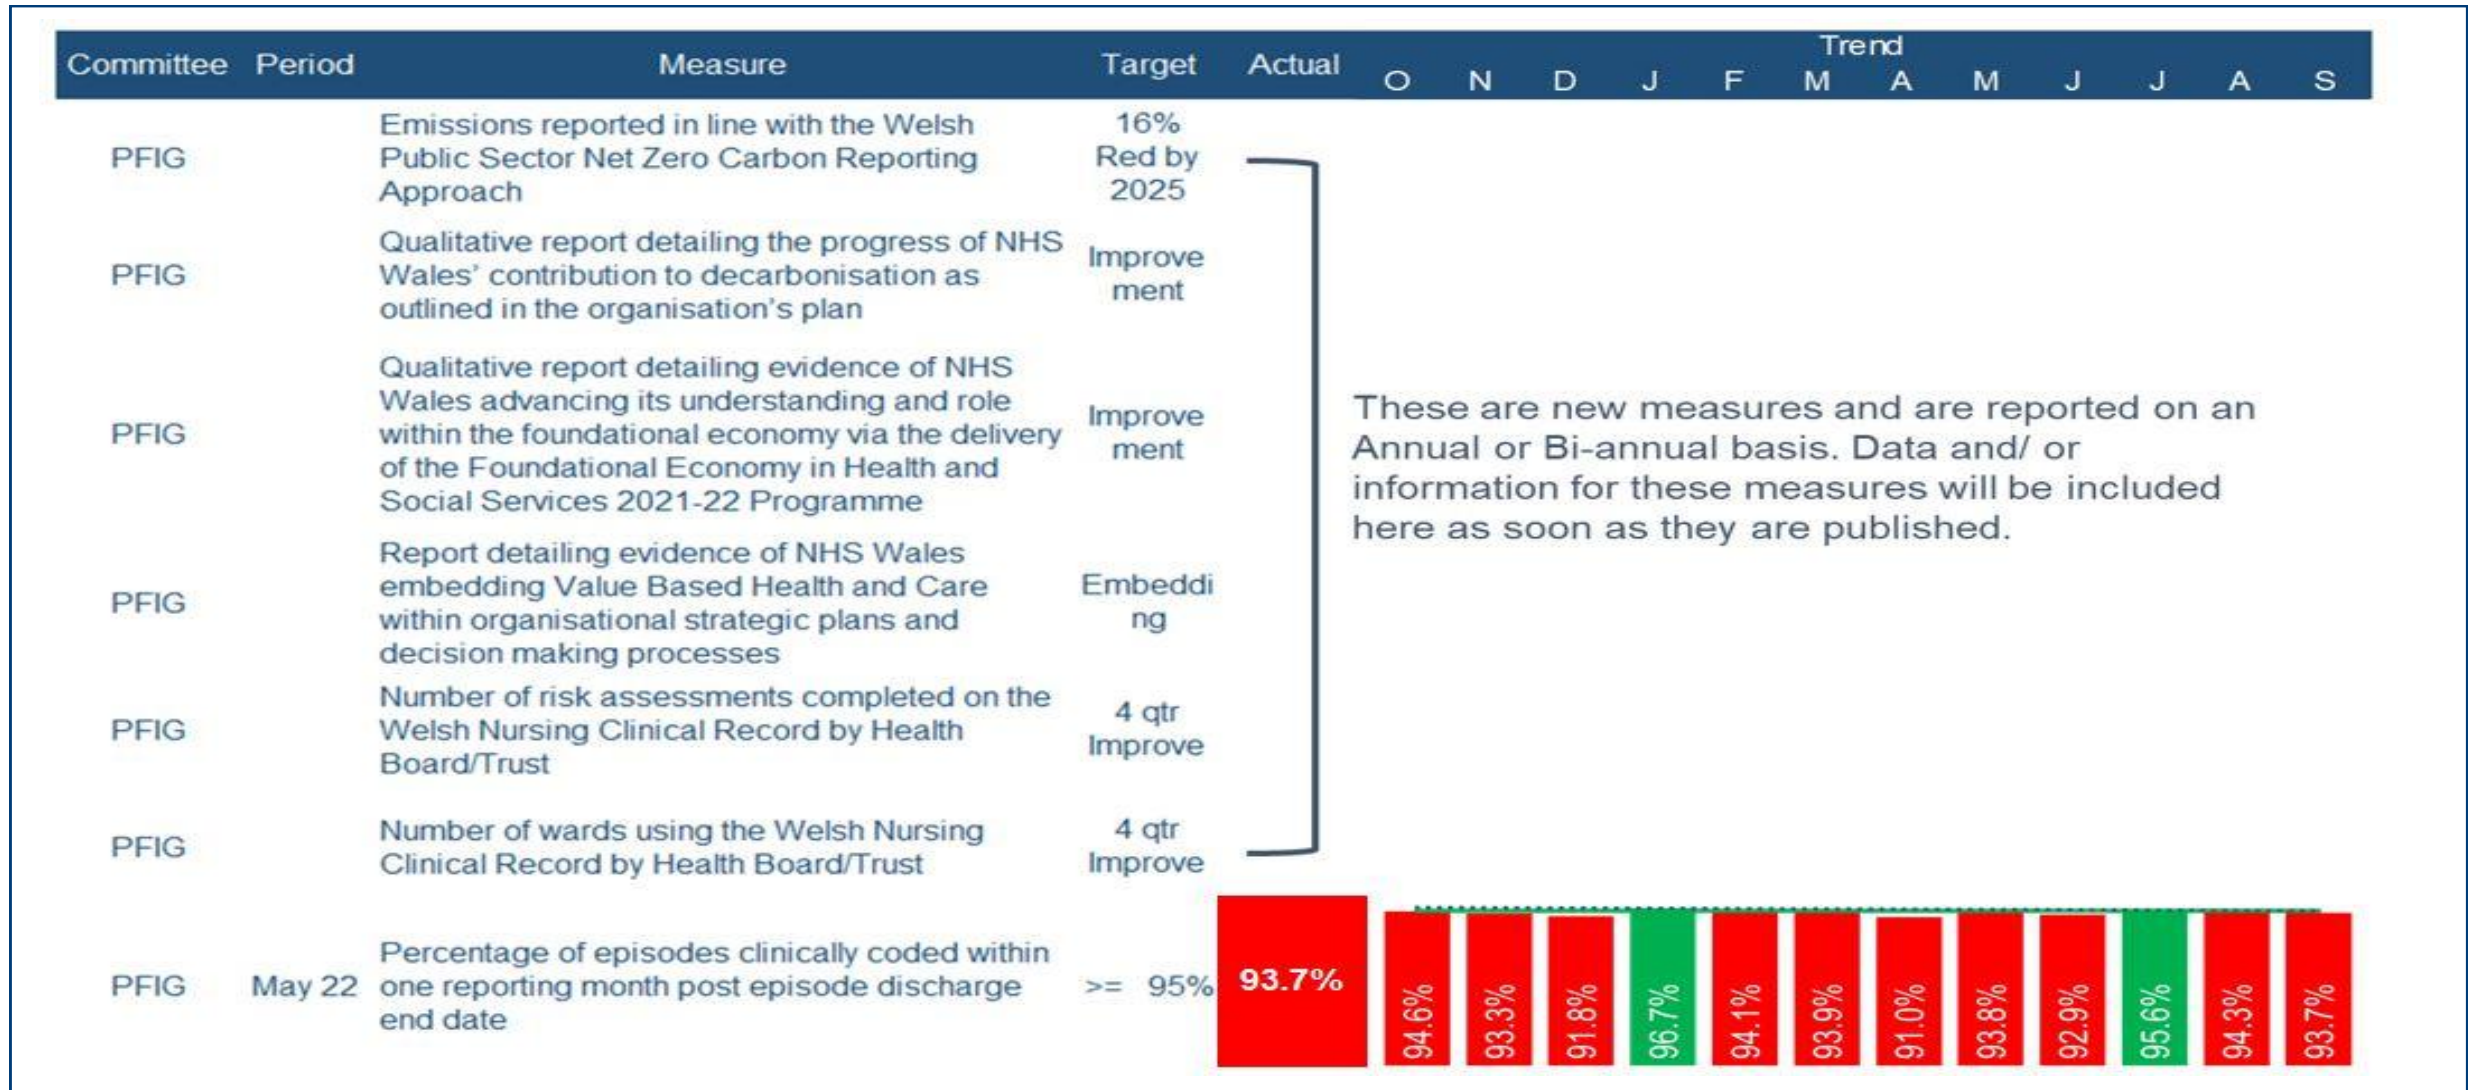 Committee Period Measure Target Actual Trend
O N D J F M A M J J A S
PFIG
Emissions reported in line with the Welsh
Public Sector Net Zero Carbon Reporting
Approach
16%
Red by
2025
PFIG
Qualitative report detailing the progress of NHS
Wales' contribution to decarbonisation as
outlined in the organisation's plan
Improve
ment
PFIG
Qualitative report detailing evidence of NHS
Wales advancing its understanding and role
within the foundational economy via the delivery
of the Foundational Economy in Health and
Social Services 2021-22 Programme
Improve
ment
These are new measures and are reported on an
Annual or Bi-annual basis. Data and/ or
information for these measures will be included
here as soon as they are published.
PFIG
Report detailing evidence of NHS Wales
embedding Value Based Health and Care
within organisational strategic plans and
decision making processes
Embeddi
ng
PFIG
Number of risk assessments completed on the
Welsh Nursing Clinical Record by Health
Board/Trust
4 qtr
Improve
PFIG
Number of wards using the Welsh Nursing
Clinical Record by Health Board/Trust
4 qtr
Improve
PFIG
May 22
Percentage of episodes clinically coded within
one reporting month post episode discharge
end date
>= 95%
93.7%
94.6%
93.3%
91.8%
96.7%
94.1%
93.9%
91.0%
93.8%
92.9%
95.6%
94.3%
93.7%